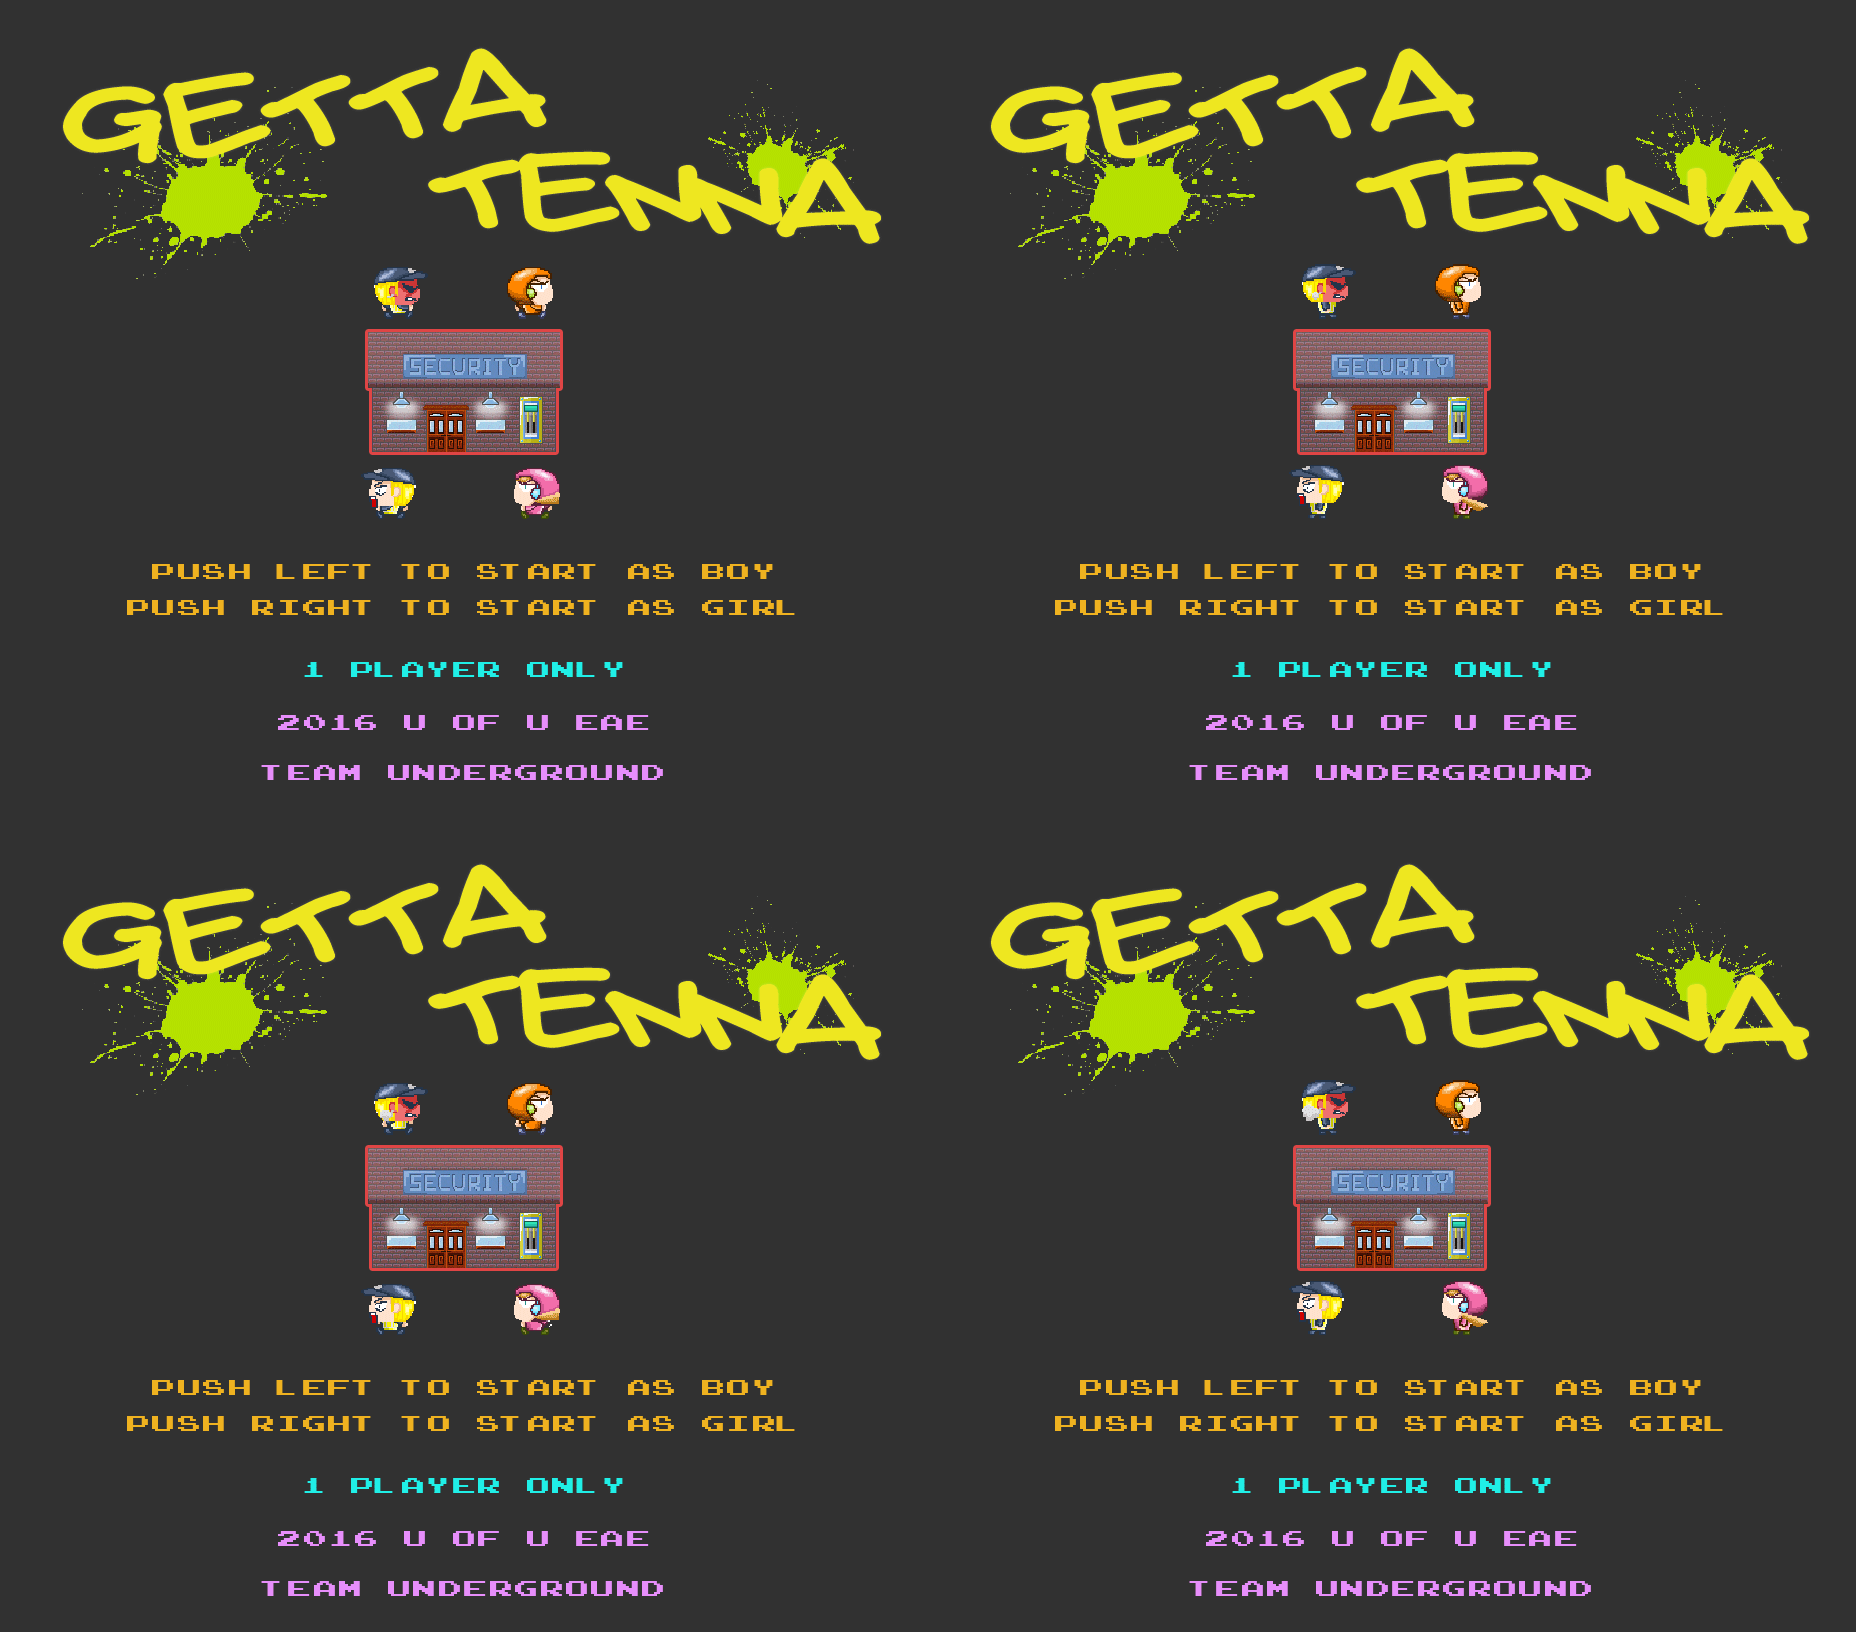 GETTA
TENNA
SECURITY
PUSH LEFT TO START AS BOY
PUSH RIGHT TO START AS GIRL
1 PLAYER ONLY
2016 U OF U EAE
TEAM UNDERGROUND
GETTA
TENNA
SECURITY
PUSH LEFT TO START AS BOY
PUSH RIGHT TO START AS GIRL
1 PLAYER ONLY
2016 U OF U EAE
TEAM UNDERGROUND
GETTA
TENNA
SECURITY
PUSH LEFT TO START AS BOY
PUSH RIGHT TO START AS GIRL
1 PLAYER ONLY
2016 U OF U EAE
TEAM UNDERGROUND
GETTA
TENNA
SECURITY
PUSH LEFT TO START AS BOY
PUSH RIGHT TO START AS GIRL
1 PLAYER ONLY
2016 U OF U EAE
TEAM UNDERGROUND